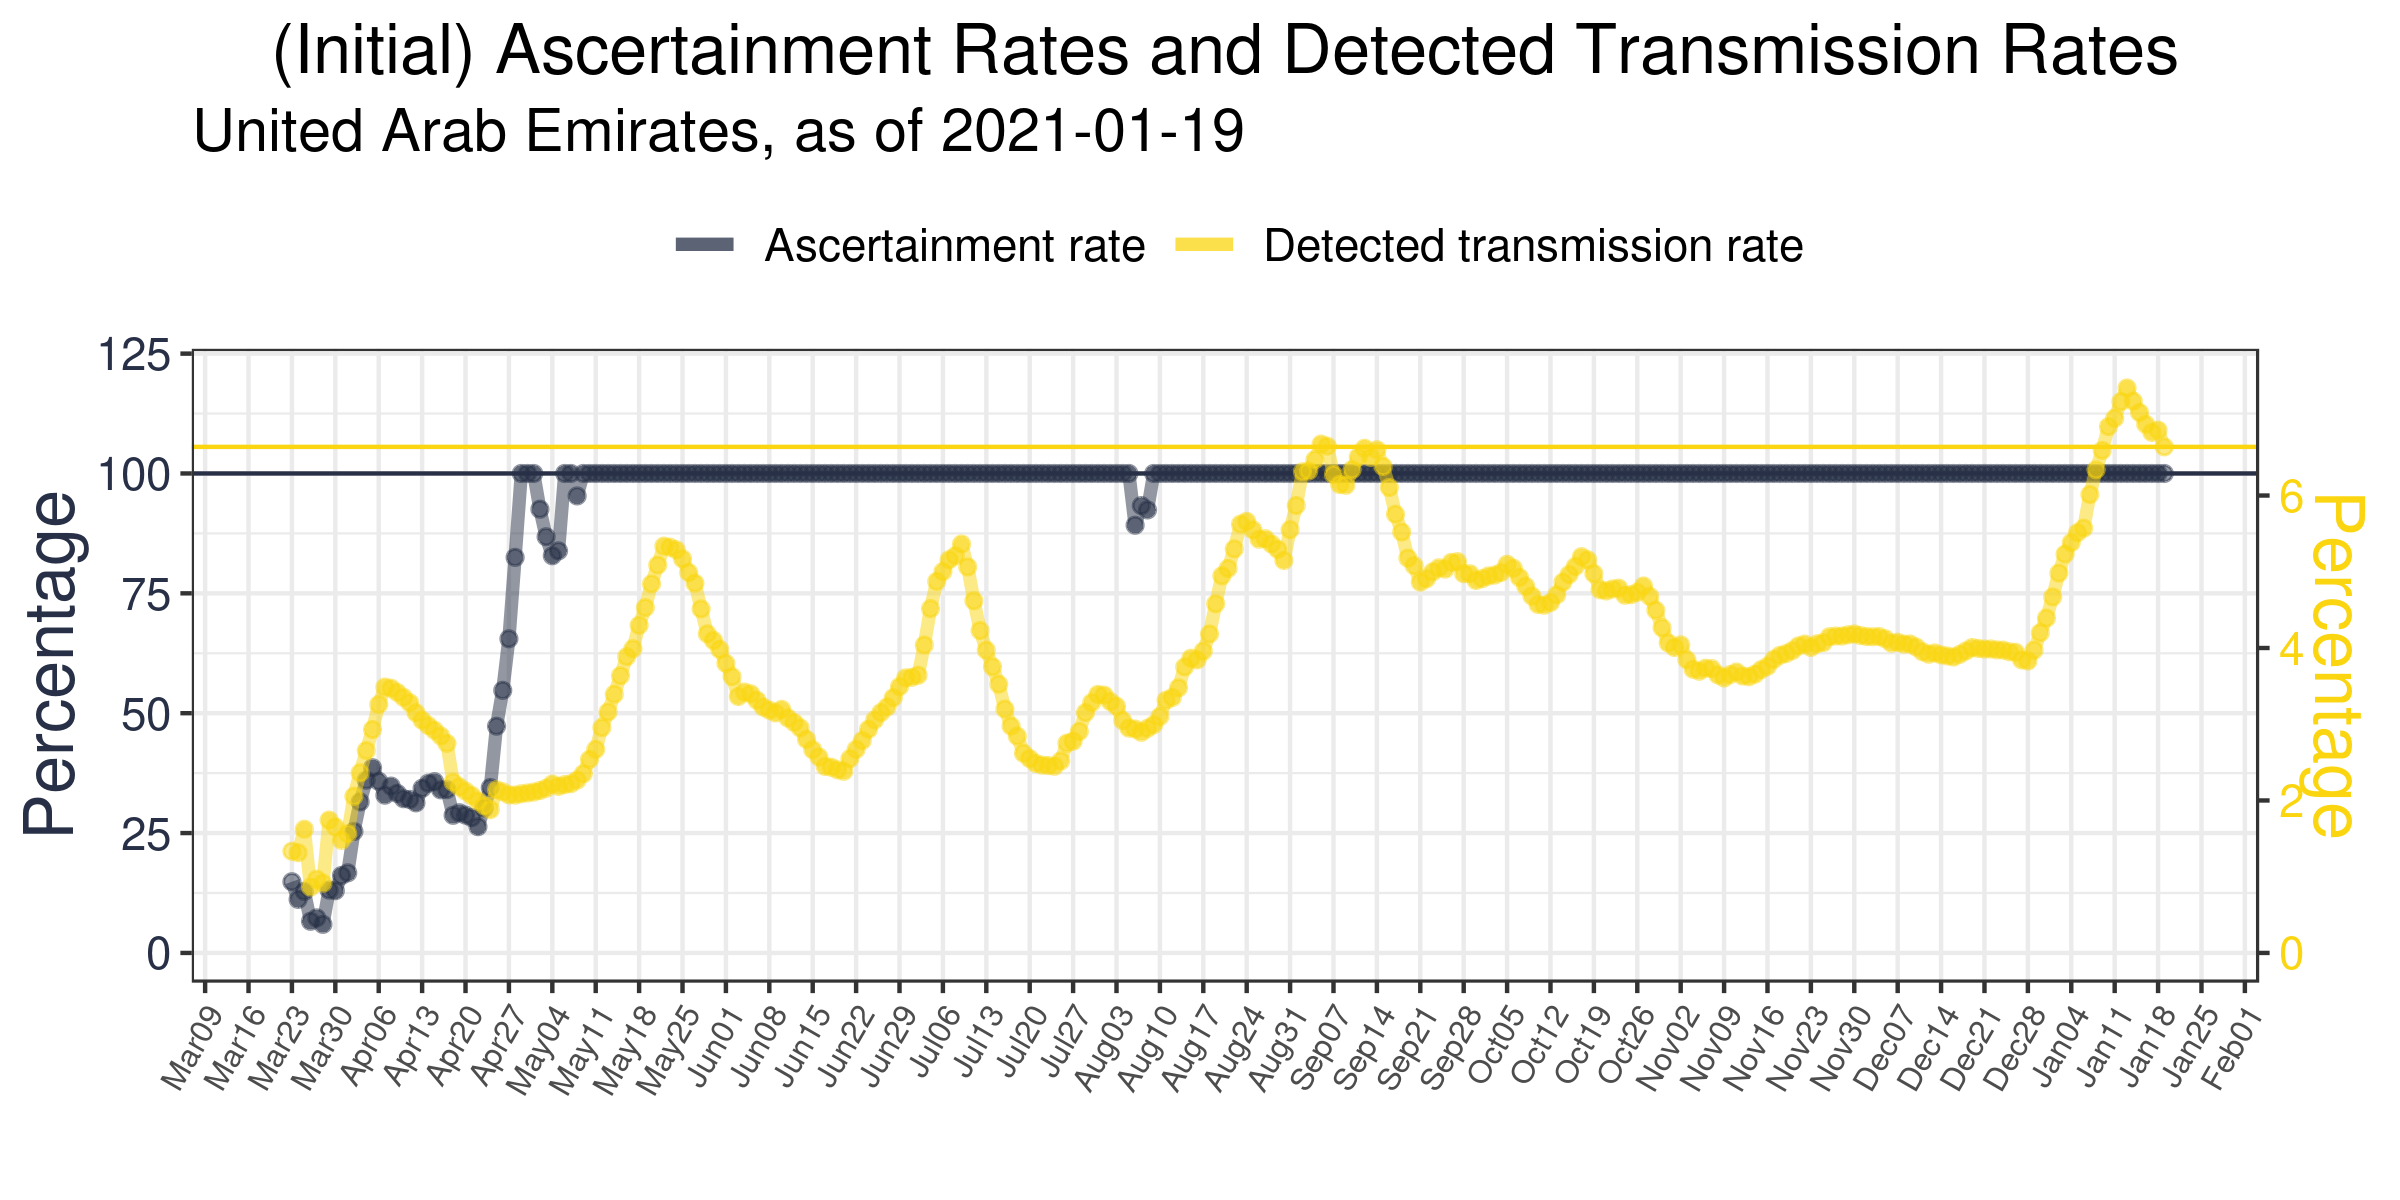 (Initial) Ascertainment Rates and Detected Transmission Rates
United Arab Emirates, as of 2021-01-19
Ascertainment rate Detected transmission rate
Percentage
125
100
75
50
25
0
6
4
2
0
Percentage
Mar09 Mar16 Mar23 Mar30 Apr06 Apr13 Apr20 Apr27 May04 May11 May18 May25 Jun01 Jun08 Jun15 Jun22 Jun29 Jul06 Jul13 Jul20 Jul27 Aug03 Aug10 Aug17 Aug24 Aug31 Sep07 Sep14 Sep21 Sep28 Oct05 Oct12 Oct19 Oct26 Nov02 Nov09 Nov16 Nov23 Nov30 Dec07 Dec14 Dec21 Dec28 Jan04 Jan11 Jan18 Jan25 Feb01